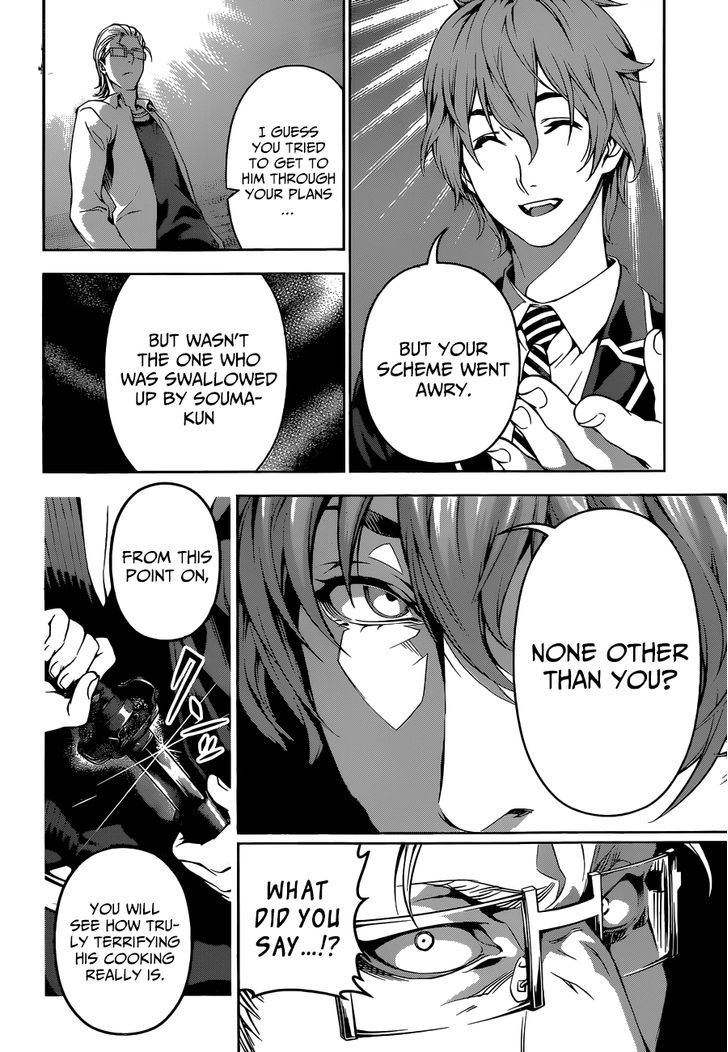 BUT YOUR
SCHEME WENT
AWRY.
I GUESS
YOU TRIED
TO GET TO
HIM THROUGH
YOUR PLANS
...
BUT WASN'T
THE ONE WHO
WAS SWALLOWED
UP BY SOUMA-
KUN
NONE OTHER
THAN YOU?
FROM THIS
POINT ON,
YOU WILL
SEE HOW TRU-
LY TERRIFYING
HIS COOKING
REALLY IS.
WHAT
DID YOU
SAY....!?